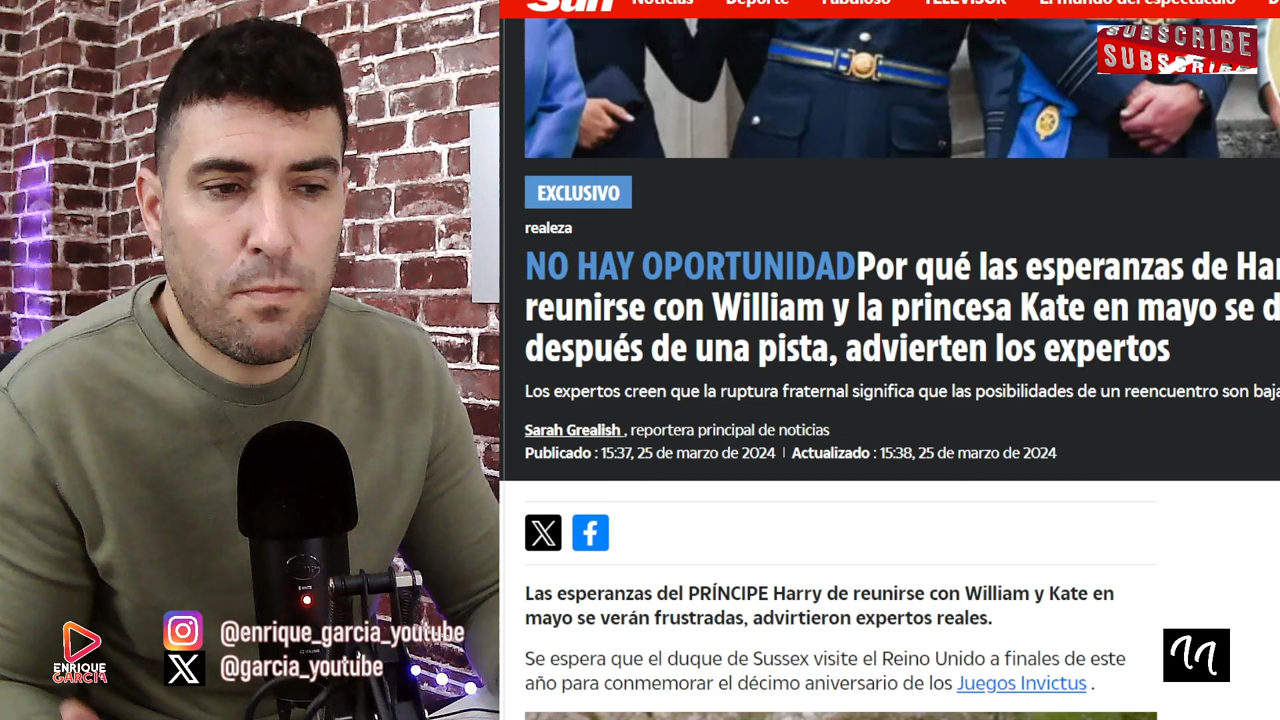 Sun Noticias Deporte Fabuloso TELEVISOR El mundo del espectáculo
SUBSCRIBE
SUBSCRIBE
EXCLUSIVO
realeza
NO HAY OPORTUNIDADPor qué las esperanzas de Har
reunirse con William y la princesa Kate en mayo se d
después de una pista, advierten los expertos
Los expertos creen que la ruptura fraternal significa que las posibilidades de un reencuentro son baja
Sarah Grealish , reportera principal de noticias
Publicado : 15:37, 25 de marzo de 2024 | Actualizado : 15:38, 25 de marzo de 2024
Las esperanzas del PRÍNCIPE Harry de reunirse con William y Kate en
mayo se verán frustradas, advirtieron expertos reales.
Se espera que el duque de Sussex visite el Reino Unido a finales de este
año para conmemorar el décimo aniversario de los Juegos Invictus .
@enrique_garcia_youtube
@garcia_youtube
ENRIQUE
GARCIA